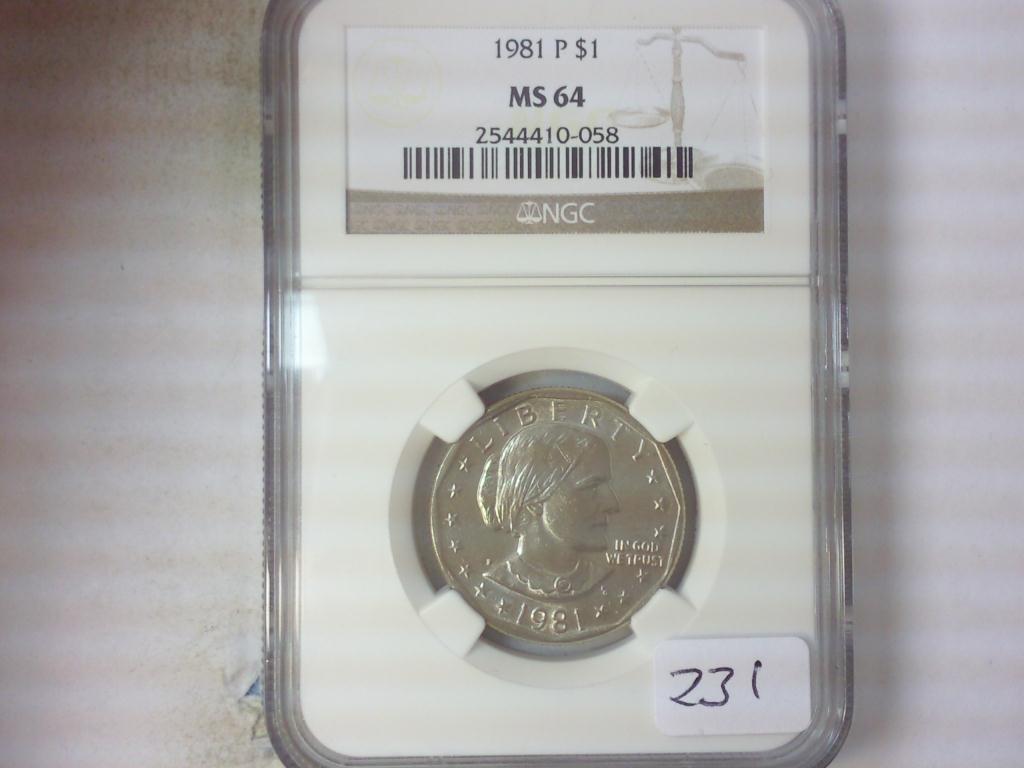 1981 P $1
MS 64
2544410-058
NGC
LIBERTY
IN GOD
WE TRUST
1981
231